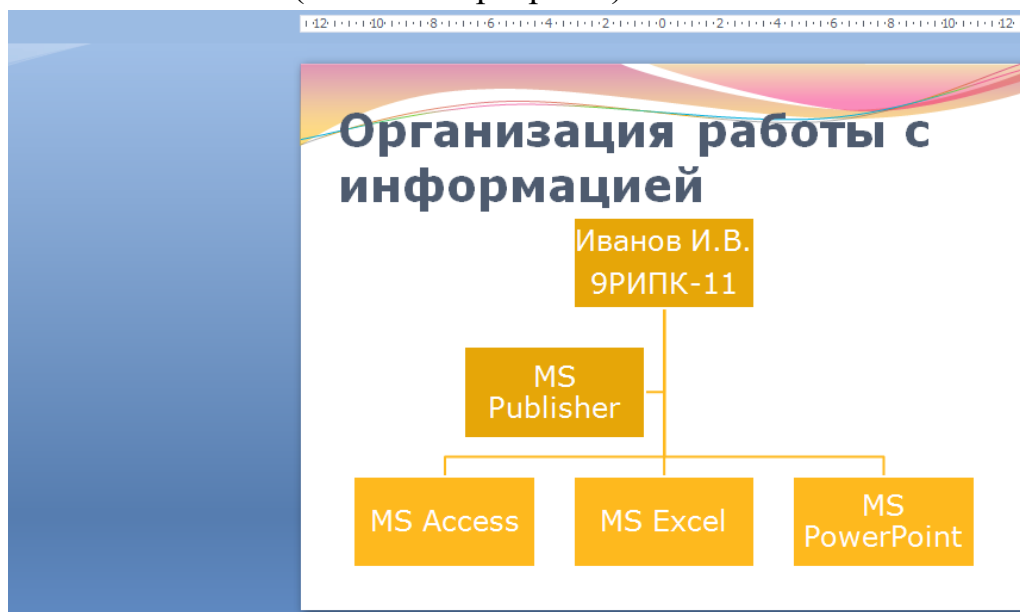 ·12· · ·10· · ·8· · ·6· · ·4· · ·2· · ·0· · ·2· · ·4· · ·6· · ·8· · ·10· · ·12·
Организация работы с
информацией
Иванов И.В.
9РИПК-11
MS
Publisher
MS Access
MS Excel
MS
PowerPoint